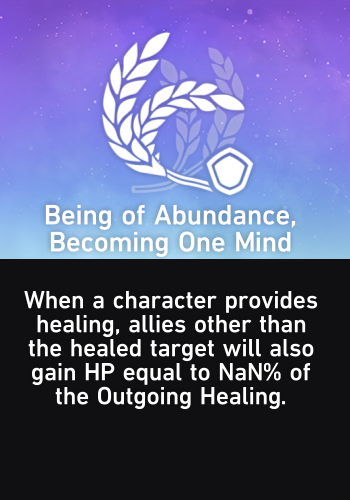 Being of Abundance,
Becoming One Mind
When a character provides
healing, allies other than
the healed target will also
gain HP equal to NaN% of
the Outgoing Healing.